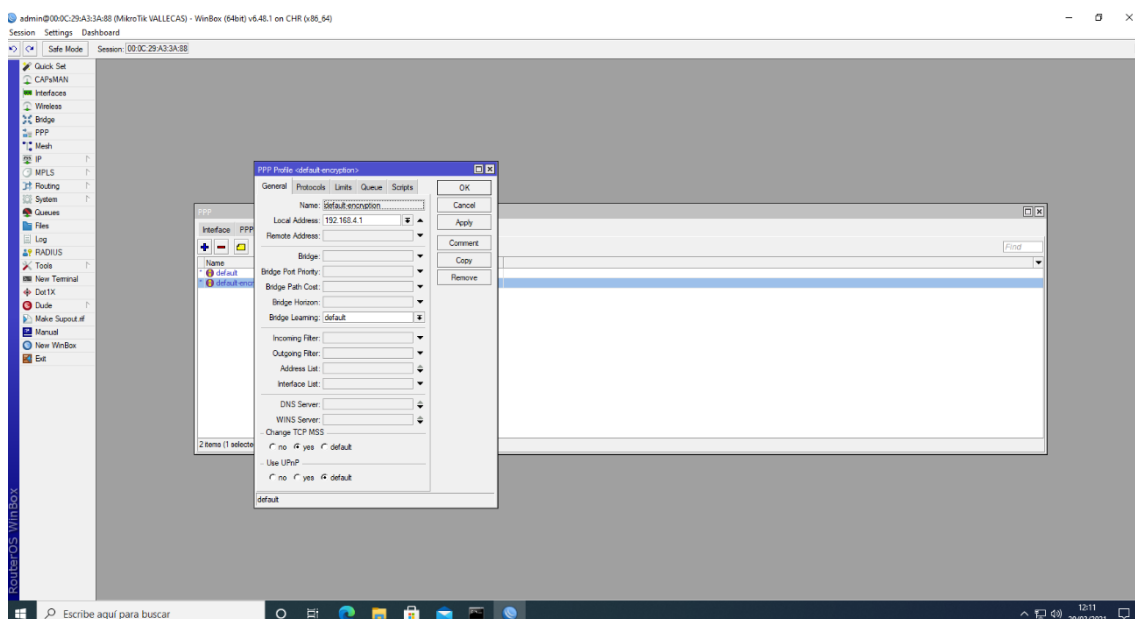 admin@00:0C:29:A3:3A:88 (MikroTik VALLECAS) - WinBox (64bit) v6.48.1 on CHR (x86_64)
Session Settings Dashboard
Safe Mode Session: 00:0C:29:A3:3A:88
Quick Set
CAPsMAN
Interfaces
Wireless
Bridge
PPP
Mesh
IP
MPLS
Routing
System
Queues
Files
Log
RADIUS
Tools
New Terminal
Dot1X
Dude
Make Supout.rif
Manual
New WinBox
Exit
RouterOS WinBox
PPP
Interface PPP
Find
Name
default
default-encr
2 items (1 selecte
PPP Profile <default-encryption>
General Protocols Limits Queue Scripts
Name: default-encryption
Local Address: 192.168.4.1
Remote Address:
Bridge:
Bridge Port Priority:
Bridge Path Cost:
Bridge Horizon:
Bridge Learning: default
Incoming Filter:
Outgoing Filter:
Address List:
Interface List:
DNS Server:
WINS Server:
Change TCP MSS
no yes default
Use UPnP
no yes default
default
OK
Cancel
Apply
Comment
Copy
Remove
Escribe aquí para buscar
12:11